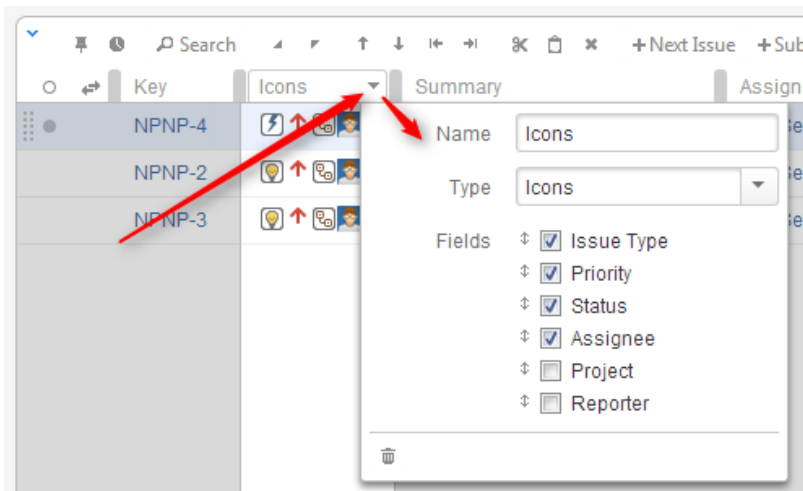 Search +Next Issue +Sub
Key Icons Summary Assign
NPNP-4
NPNP-2
NPNP-3
Name Icons
Type Icons
Fields Issue Type
Priority
Status
Assignee
Project
Reporter